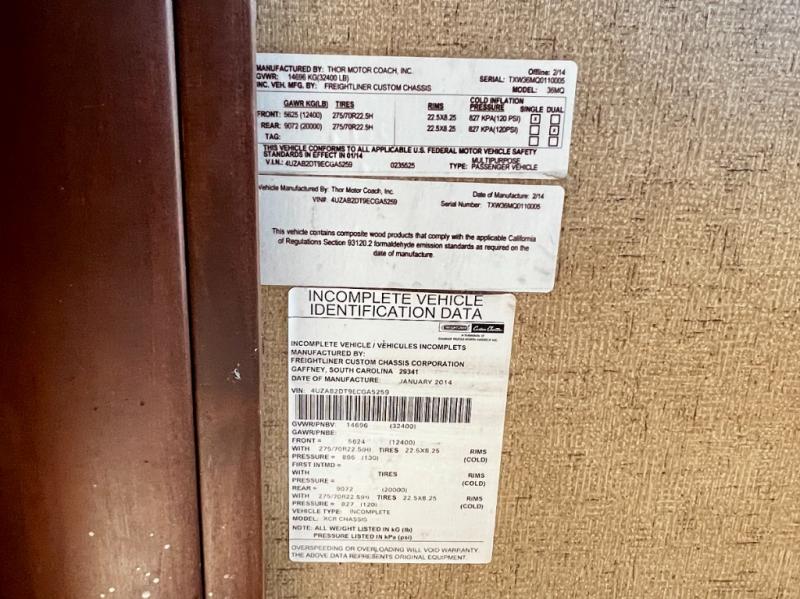 MANUFACTURED BY: THOR MOTOR COACH, INC. Offline: 2/14
GVWR: 14696 KG(32400 LB) SERIAL: TXW36MQ0110005
INC. VEH. MFG. BY: FREIGHTLINER CUSTOM CHASSIS MODEL: 36MQ
GAWR KG(LB) TIRES RIMS COLD INFLATION PRESSURE SINGLE DUAL
FRONT: 5625 (12400) 275/70R22.5H 22.5X8.25 827 KPA(120 PSI) x
REAR: 9072 (20000) 275/70R22.5H 22.5X8.25 827 KPA(120PSI) x
TAG:
THIS VEHICLE CONFORMS TO ALL APPLICABLE U.S. FEDERAL MOTOR VEHICLE SAFETY
STANDARDS IN EFFECT IN 01/14
V.I.N.: 4UZAB2DT9ECGA5259 0235525 TYPE: MULTIPURPOSE PASSENGER VEHICLE
Vehicle Manufactured By: Thor Motor Coach, Inc. Date of Manufacture: 2/14
VIN#: 4UZAB2DT9ECGA5259 Serial Number: TXW36MQ0110005
This vehicle contains composite wood products that comply with the applicable California
of Regulations Section 93120.2 formaldehyde emission standards as required on the
date of manufacture.
INCOMPLETE VEHICLE
IDENTIFICATION DATA
Custom Chassis
INCOMPLETE VEHICLE / VÉHICULES INCOMPLETS
MANUFACTURED BY:
FREIGHTLINER CUSTOM CHASSIS CORPORATION
GAFFNEY, SOUTH CAROLINA 29341
DATE OF MANUFACTURE: JANUARY 2014
VIN: 4UZAB2DT9ECGA5259
GVWR/PNBV: 14696 (32400)
GAWR/PNBE:
FRONT = 5624 (12400)
WITH 275/70R22.5(H) TIRES 22.5X8.25 RIMS
PRESSURE = 896 (130) (COLD)
FIRST INTMD =
WITH TIRES RIMS
PRESSURE = (COLD)
REAR = 9072 (20000)
WITH 275/70R22.5(H) TIRES 22.5X8.25 RIMS
PRESSURE = 827 (120) (COLD)
VEHICLE TYPE: INCOMPLETE
MODEL: XCR CHASSIS
NOTE: ALL WEIGHT LISTED IN kG (lb)
PRESSURE LISTED IN kPa (psi)
OVERSPEEDING OR OVERLOADING WILL VOID WARRANTY.
THE ABOVE DATA REPRESENTS ORIGINAL EQUIPMENT.